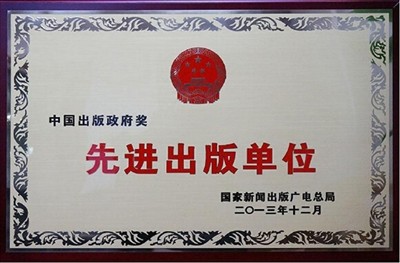 中国出版政府奖
先进出版单位
国家新闻出版广电总局
二〇一三年十二月